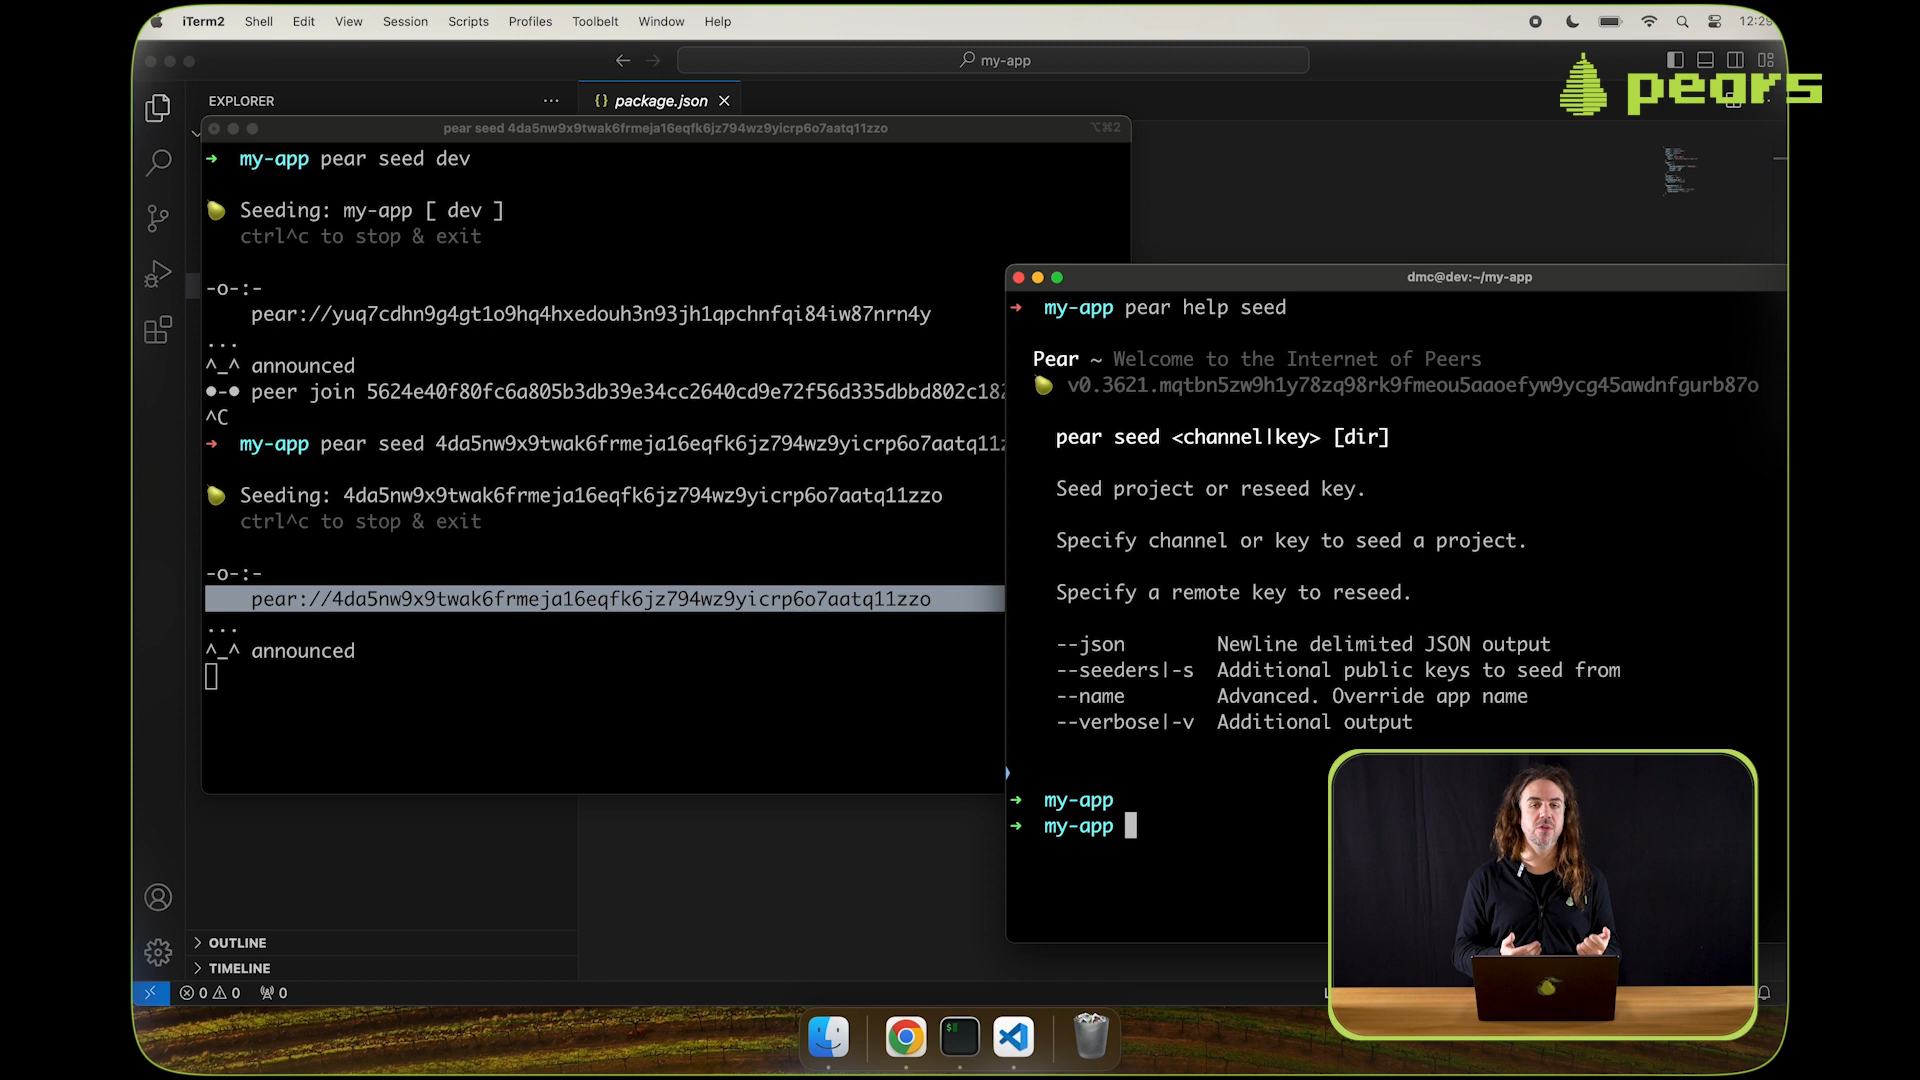 iTerm2 Shell Edit View Session Scripts Profiles Toolbelt Window Help
my-app
pears
EXPLORER
{} package.json
pear seed 4da5nw9x9twak6frmeja16eqfk6jz794wz9yicrp6o7aatq11zzo ⌥⌘2
→ my-app pear seed dev
Seeding: my-app [ dev ]
ctrl^c to stop & exit
-o-:-
pear://yuq7cdhn9g4gt1o9hq4hxedouh3n93jh1qpchnfqi84iw87nrn4y
...
^_^ announced
●-● peer join 5624e40f80fc6a805b3db39e34cc2640cd9e72f56d335dbbd802c182
^C
→ my-app pear seed 4da5nw9x9twak6frmeja16eqfk6jz794wz9yicrp6o7aatq11z
Seeding: 4da5nw9x9twak6frmeja16eqfk6jz794wz9yicrp6o7aatq11zzo
ctrl^c to stop & exit
-o-:-
pear://4da5nw9x9twak6frmeja16eqfk6jz794wz9yicrp6o7aatq11zzo
...
^_^ announced
dmc@dev:~/my-app
→ my-app pear help seed
Pear ~ Welcome to the Internet of Peers
v0.3621.mqtbn5zw9h1y78zq98rk9fmeou5aaoefyw9ycg45awdnfgurb87o
pear seed <channel|key> [dir]
Seed project or reseed key.
Specify channel or key to seed a project.
Specify a remote key to reseed.
--json Newline delimited JSON output
--seeders|-s Additional public keys to seed from
--name Advanced. Override app name
--verbose|-v Additional output
→ my-app
→ my-app
OUTLINE
TIMELINE
0 0 0